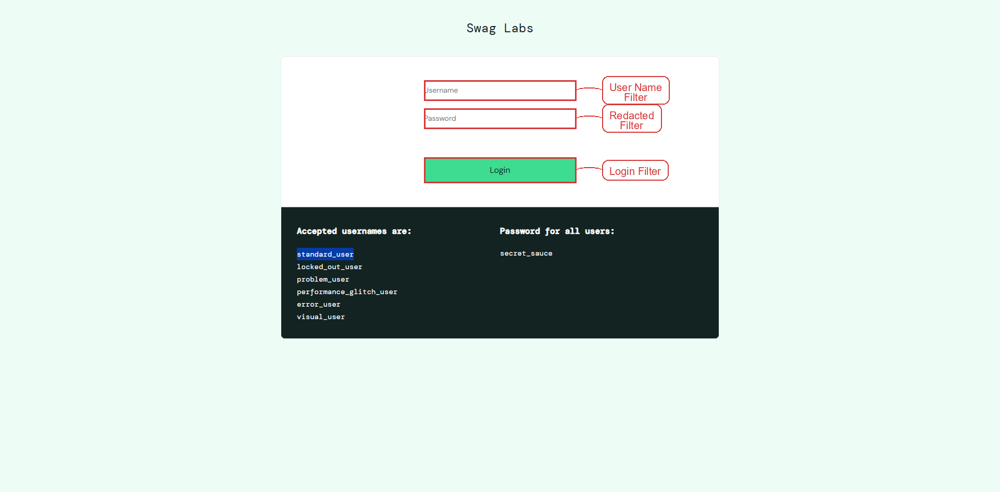 Swag Labs
Username
User Name
Filter
Password
Redacted
Filter
Login
Login Filter
Accepted usernames are:
standard_user
locked_out_user
problem_user
performance_glitch_user
error_user
visual_user
Password for all users:
secret_sauce